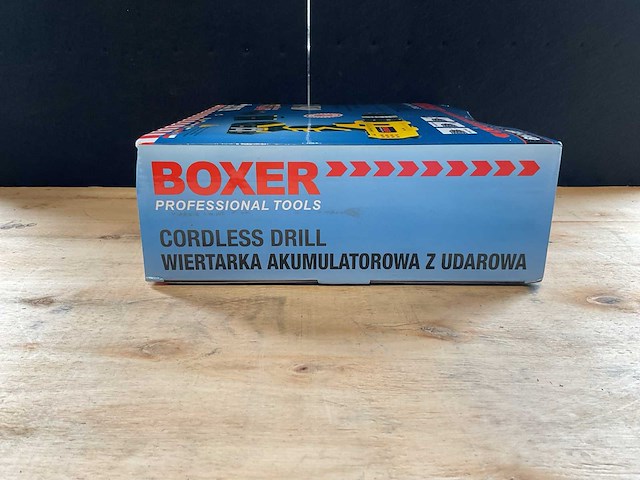 BOXER
PROFESSIONAL TOOLS
CORDLESS DRILL
WIERTARKA AKUMULATOROWA Z UDAROWA